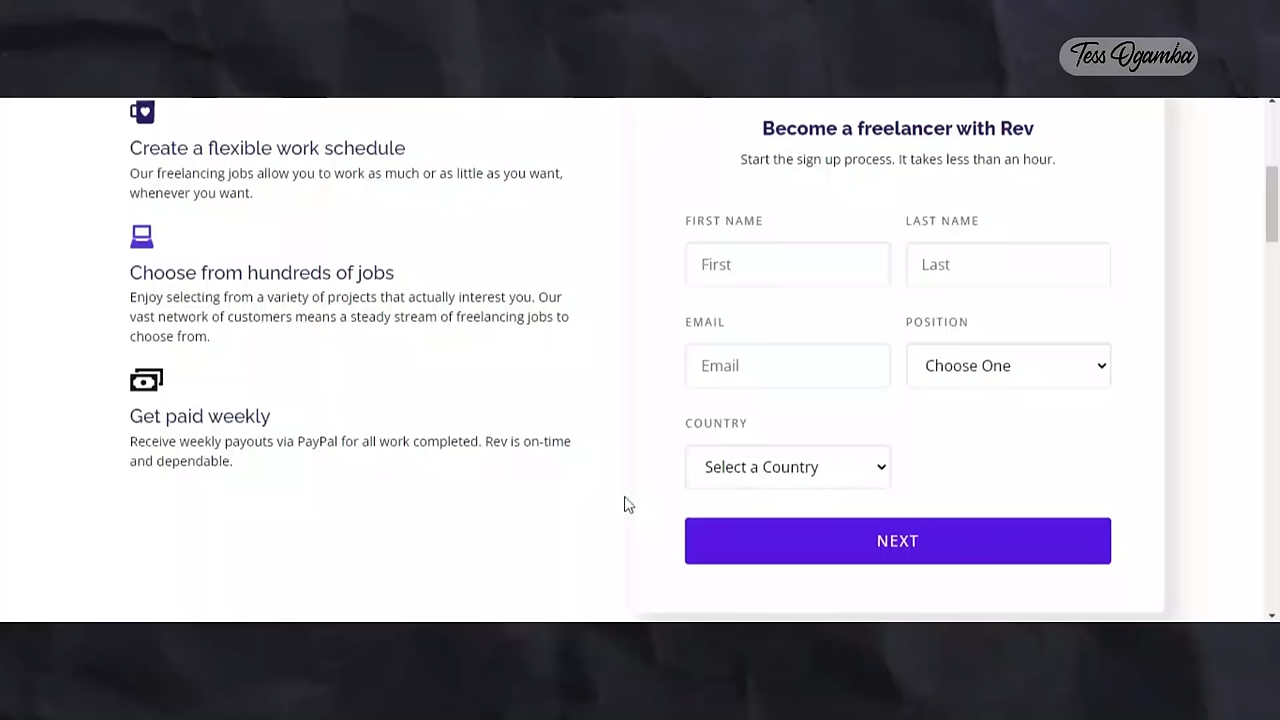 Tess Ogamba
Create a flexible work schedule
Our freelancing jobs allow you to work as much or as little as you want,
whenever you want.
Choose from hundreds of jobs
Enjoy selecting from a variety of projects that actually interest you. Our
vast network of customers means a steady stream of freelancing jobs to
choose from.
Get paid weekly
Receive weekly payouts via PayPal for all work completed. Rev is on-time
and dependable.
Become a freelancer with Rev
Start the sign up process. It takes less than an hour.
FIRST NAME
LAST NAME
First
Last
EMAIL
POSITION
Email
Choose One
COUNTRY
Select a Country
NEXT